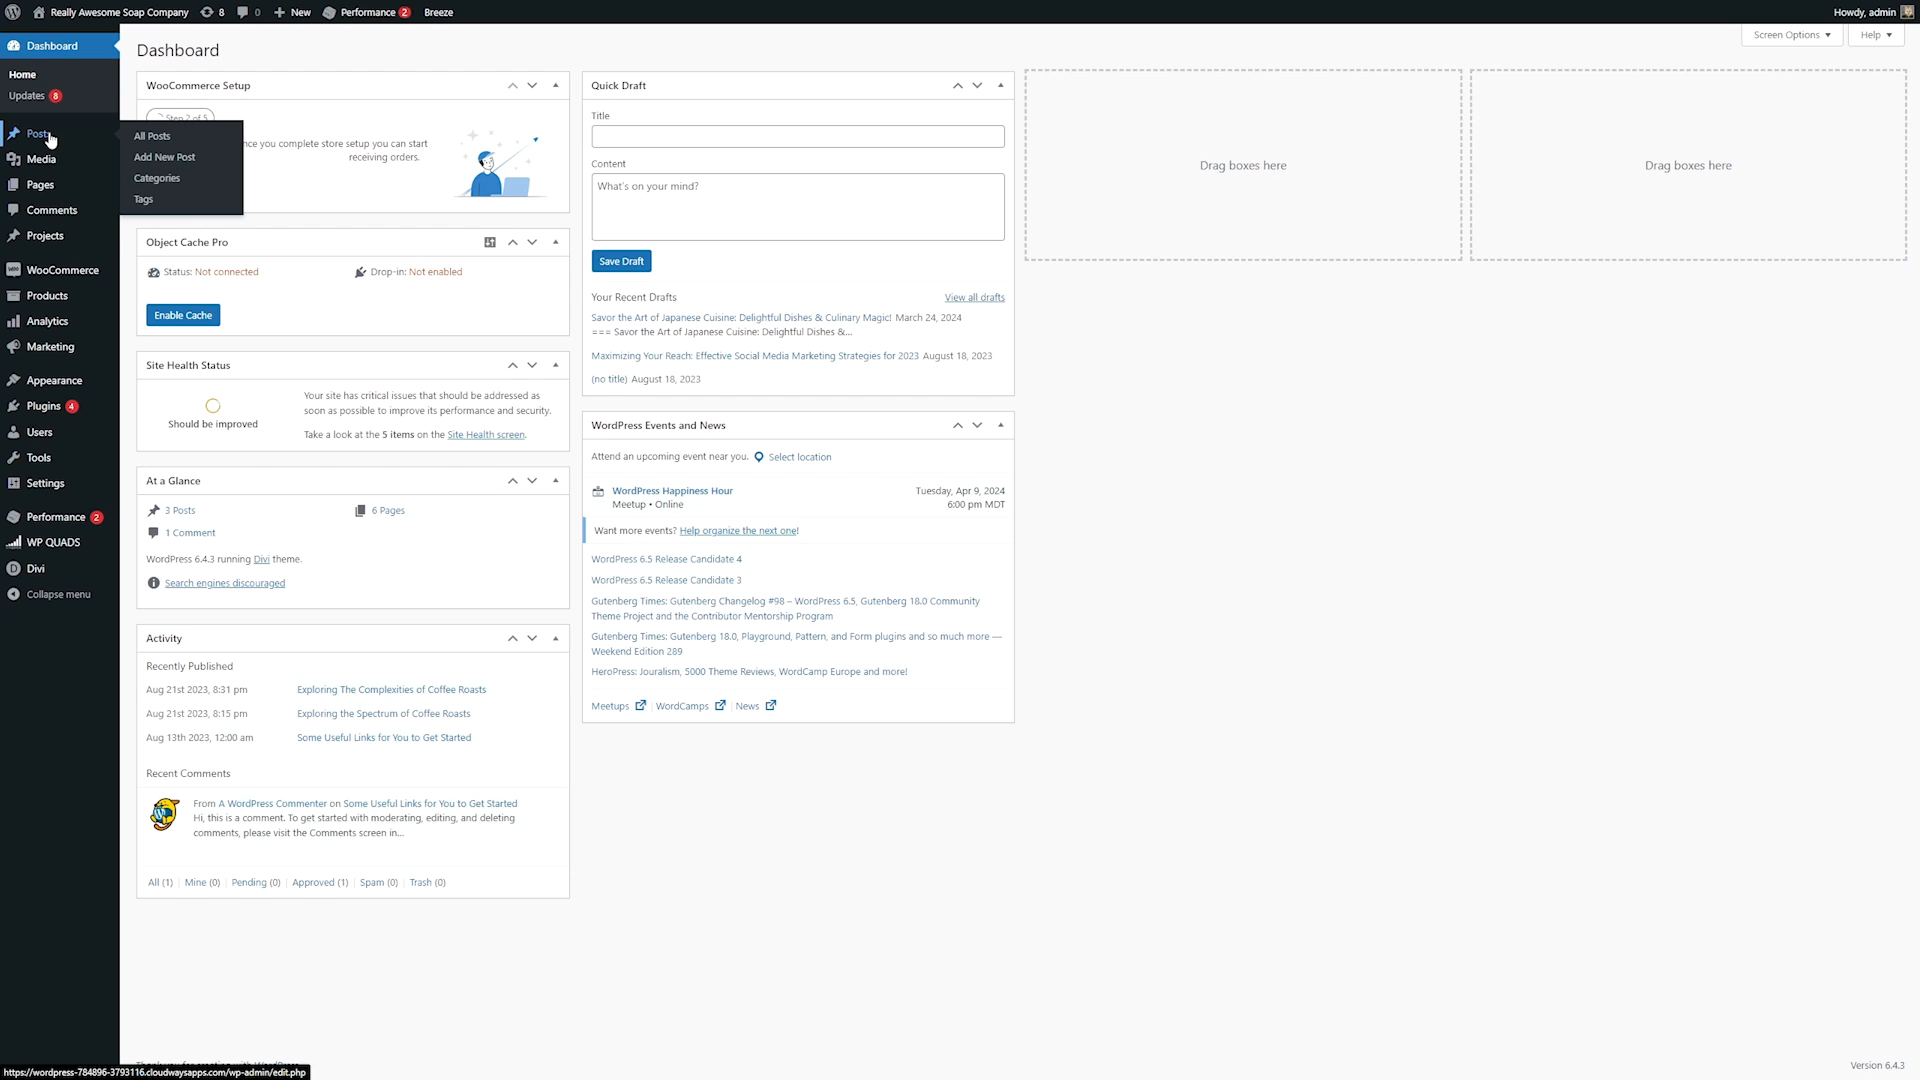 Really Awesome Soap Company 8 0 New Performance 2 Breeze Howdy, admin
Screen Options Help
Dashboard
Home
Updates 8
Posts
Media
Pages
Comments
Projects
WooCommerce
Products
Analytics
Marketing
Appearance
Plugins 4
Users
Tools
Settings
Performance 2
WP QUADS
Divi
Collapse menu
All Posts
Add New Post
Categories
Tags
Dashboard
WooCommerce Setup
Step 2 of 5
nce you complete store setup you can start
receiving orders.
Object Cache Pro
Status: Not connected
Drop-in: Not enabled
Enable Cache
Site Health Status
Should be improved
Your site has critical issues that should be addressed as
soon as possible to improve its performance and security.
Take a look at the 5 items on the Site Health screen.
At a Glance
3 Posts
6 Pages
1 Comment
WordPress 6.4.3 running Divi theme.
Search engines discouraged
Activity
Recently Published
Aug 21st 2023, 8:31 pm Exploring The Complexities of Coffee Roasts
Aug 21st 2023, 8:15 pm Exploring the Spectrum of Coffee Roasts
Aug 13th 2023, 12:00 am Some Useful Links for You to Get Started
Recent Comments
From A WordPress Commenter on Some Useful Links for You to Get Started
Hi, this is a comment. To get started with moderating, editing, and deleting
comments, please visit the Comments screen in...
All (1) | Mine (0) | Pending (0) | Approved (1) | Spam (0) | Trash (0)
Quick Draft
Title
Content
What's on your mind?
Save Draft
Your Recent Drafts
View all drafts
Savor the Art of Japanese Cuisine: Delightful Dishes & Culinary Magic! March 24, 2024
=== Savor the Art of Japanese Cuisine: Delightful Dishes &...
Maximizing Your Reach: Effective Social Media Marketing Strategies for 2023 August 18, 2023
(no title) August 18, 2023
WordPress Events and News
Attend an upcoming event near you. Select location
WordPress Happiness Hour Tuesday, Apr 9, 2024
Meetup • Online 6:00 pm MDT
Want more events? Help organize the next one!
WordPress 6.5 Release Candidate 4
WordPress 6.5 Release Candidate 3
Gutenberg Times: Gutenberg Changelog #98 – WordPress 6.5, Gutenberg 18.0 Community
Theme Project and the Contributor Mentorship Program
Gutenberg Times: Gutenberg 18.0, Playground, Pattern, and Form plugins and so much more —
Weekend Edition 289
HeroPress: Jouralism, 5000 Theme Reviews, WordCamp Europe and more!
Meetups | WordCamps | News
Drag boxes here
Drag boxes here
https://wordpress-784896-3793116.cloudwaysapps.com/wp-admin/edit.php
Version 6.4.3